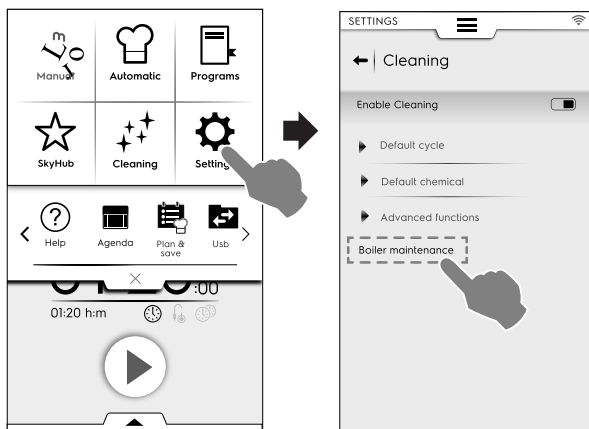 Manual
Automatic
Programs
SkyHub
Cleaning
Setting
Help
Agenda
Plan &
save
Usb
:00
01:20 h:m
SETTINGS
Cleaning
Enable Cleaning
Default cycle
Default chemical
Advanced functions
Boiler maintenance